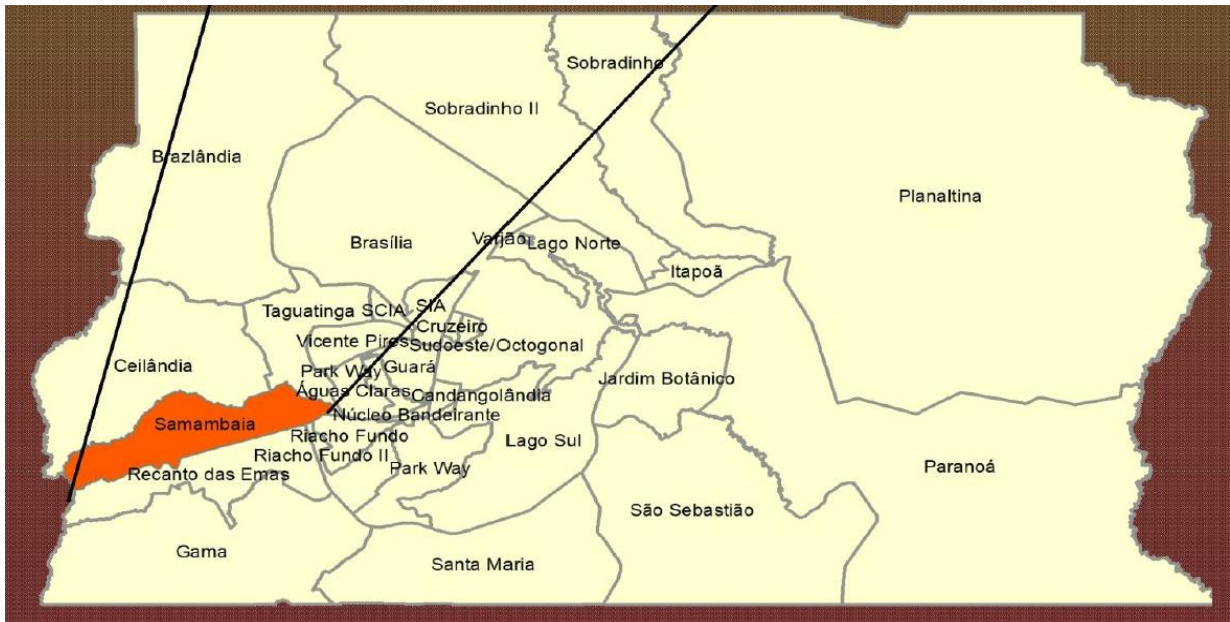 Sobradinho
Sobradinho II
Brazlândia
Planaltina
Brasília
Varjão
Lago Norte
Itapoã
Taguatinga
SCIA
SIA
Cruzeiro
Vicente Pires
Sudoeste/Octogonal
Ceilândia
Park Way
Guará
Jardim Botânico
Águas Claras
Candangolândia
Samambaia
Núcleo Bandeirante
Riacho Fundo
Lago Sul
Riacho Fundo II
Recanto das Emas
Park Way
Paranoá
São Sebastião
Gama
Santa Maria